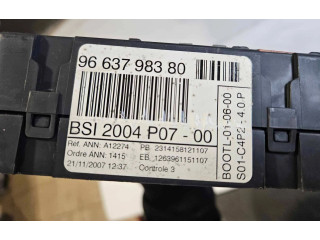 96 637 983 80
BSI 2004 P07 - 00
Ref. ANN: A12274 PB 2314158121107
Ordre ANN: 1415 EB 1263961151107
21/11/2007 12:37 Contrôle 3
BOOTL-01-06-00
S01-C4P2 - 4.0 P